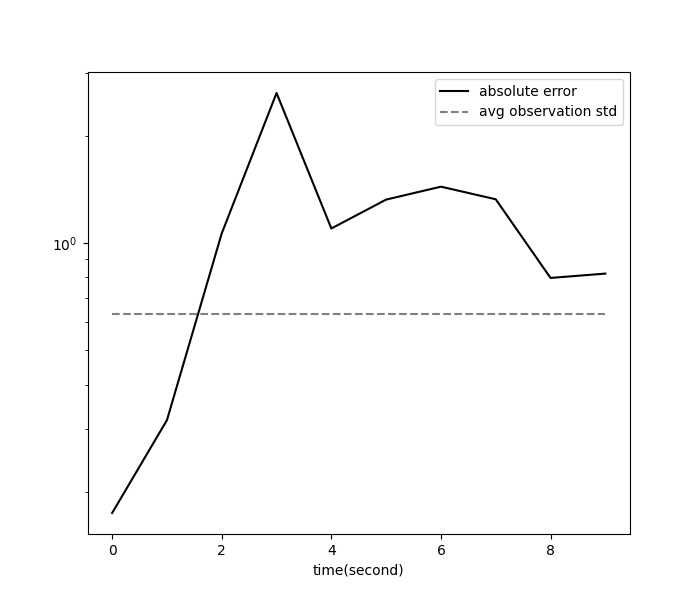 absolute error
avg observation std
10⁰
0 2 4 6 8
time(second)